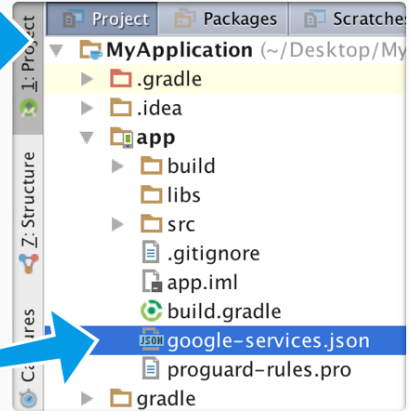 Project Packages Scratche
1: Project
MyApplication (~/Desktop/My
.gradle
.idea
app
build
libs
Z: Structure
src
.gitignore
app.iml
build.gradle
JSON google-services.json
proguard-rules.pro
gradle